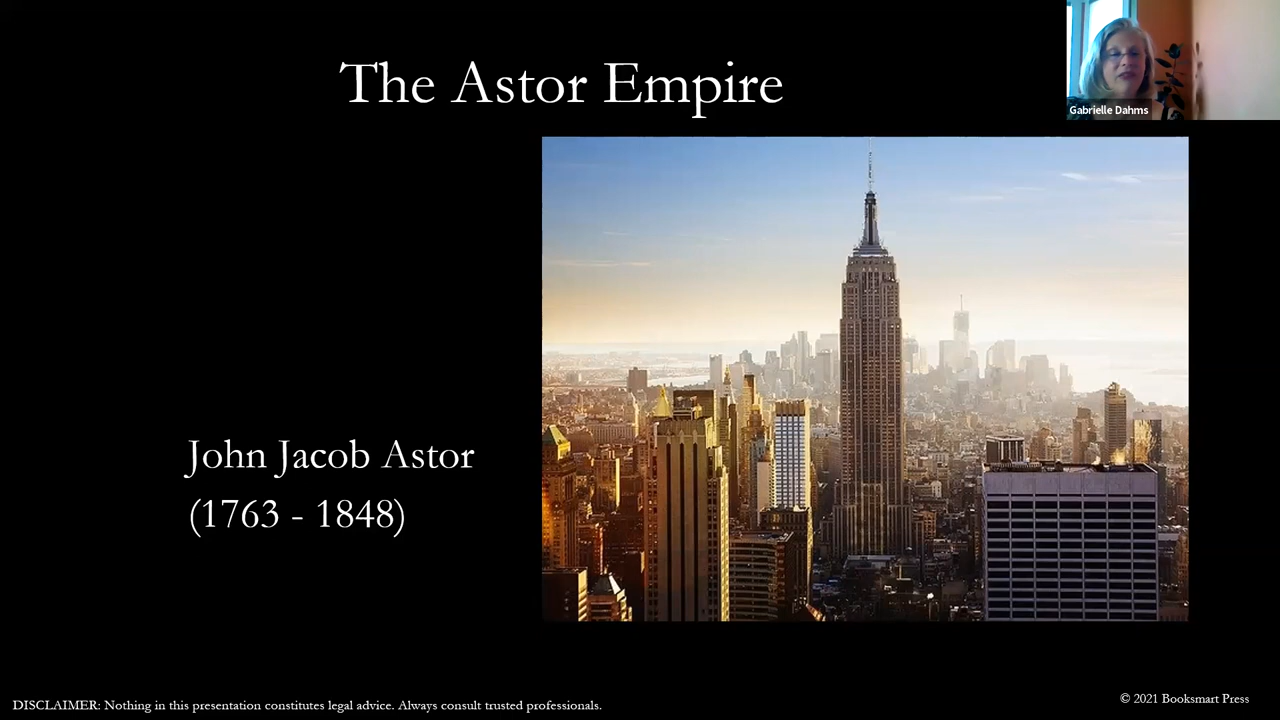 The Astor Empire
Gabrielle Dahms
John Jacob Astor
(1763 - 1848)
DISCLAIMER: Nothing in this presentation constitutes legal advice. Always consult trusted professionals.
© 2021 Booksmart Press